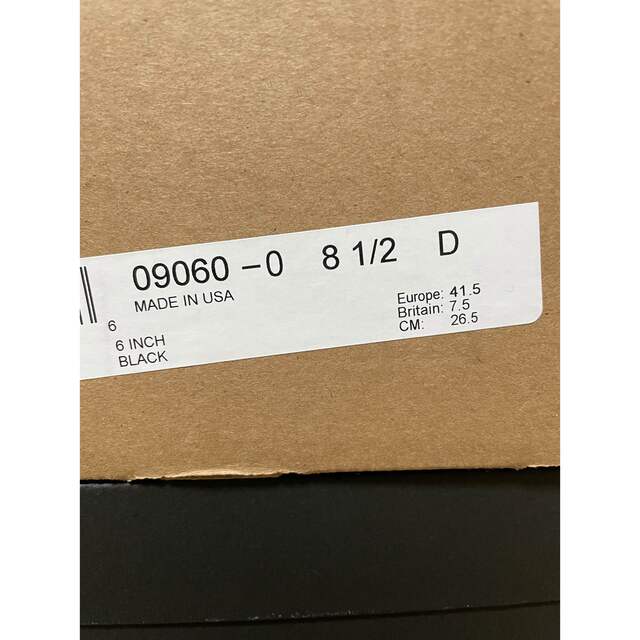 09060 –0 8 1/2 D
MADE IN USA
Europe: 41.5
Britain: 7.5
CM: 26.5
6
6 INCH
BLACK